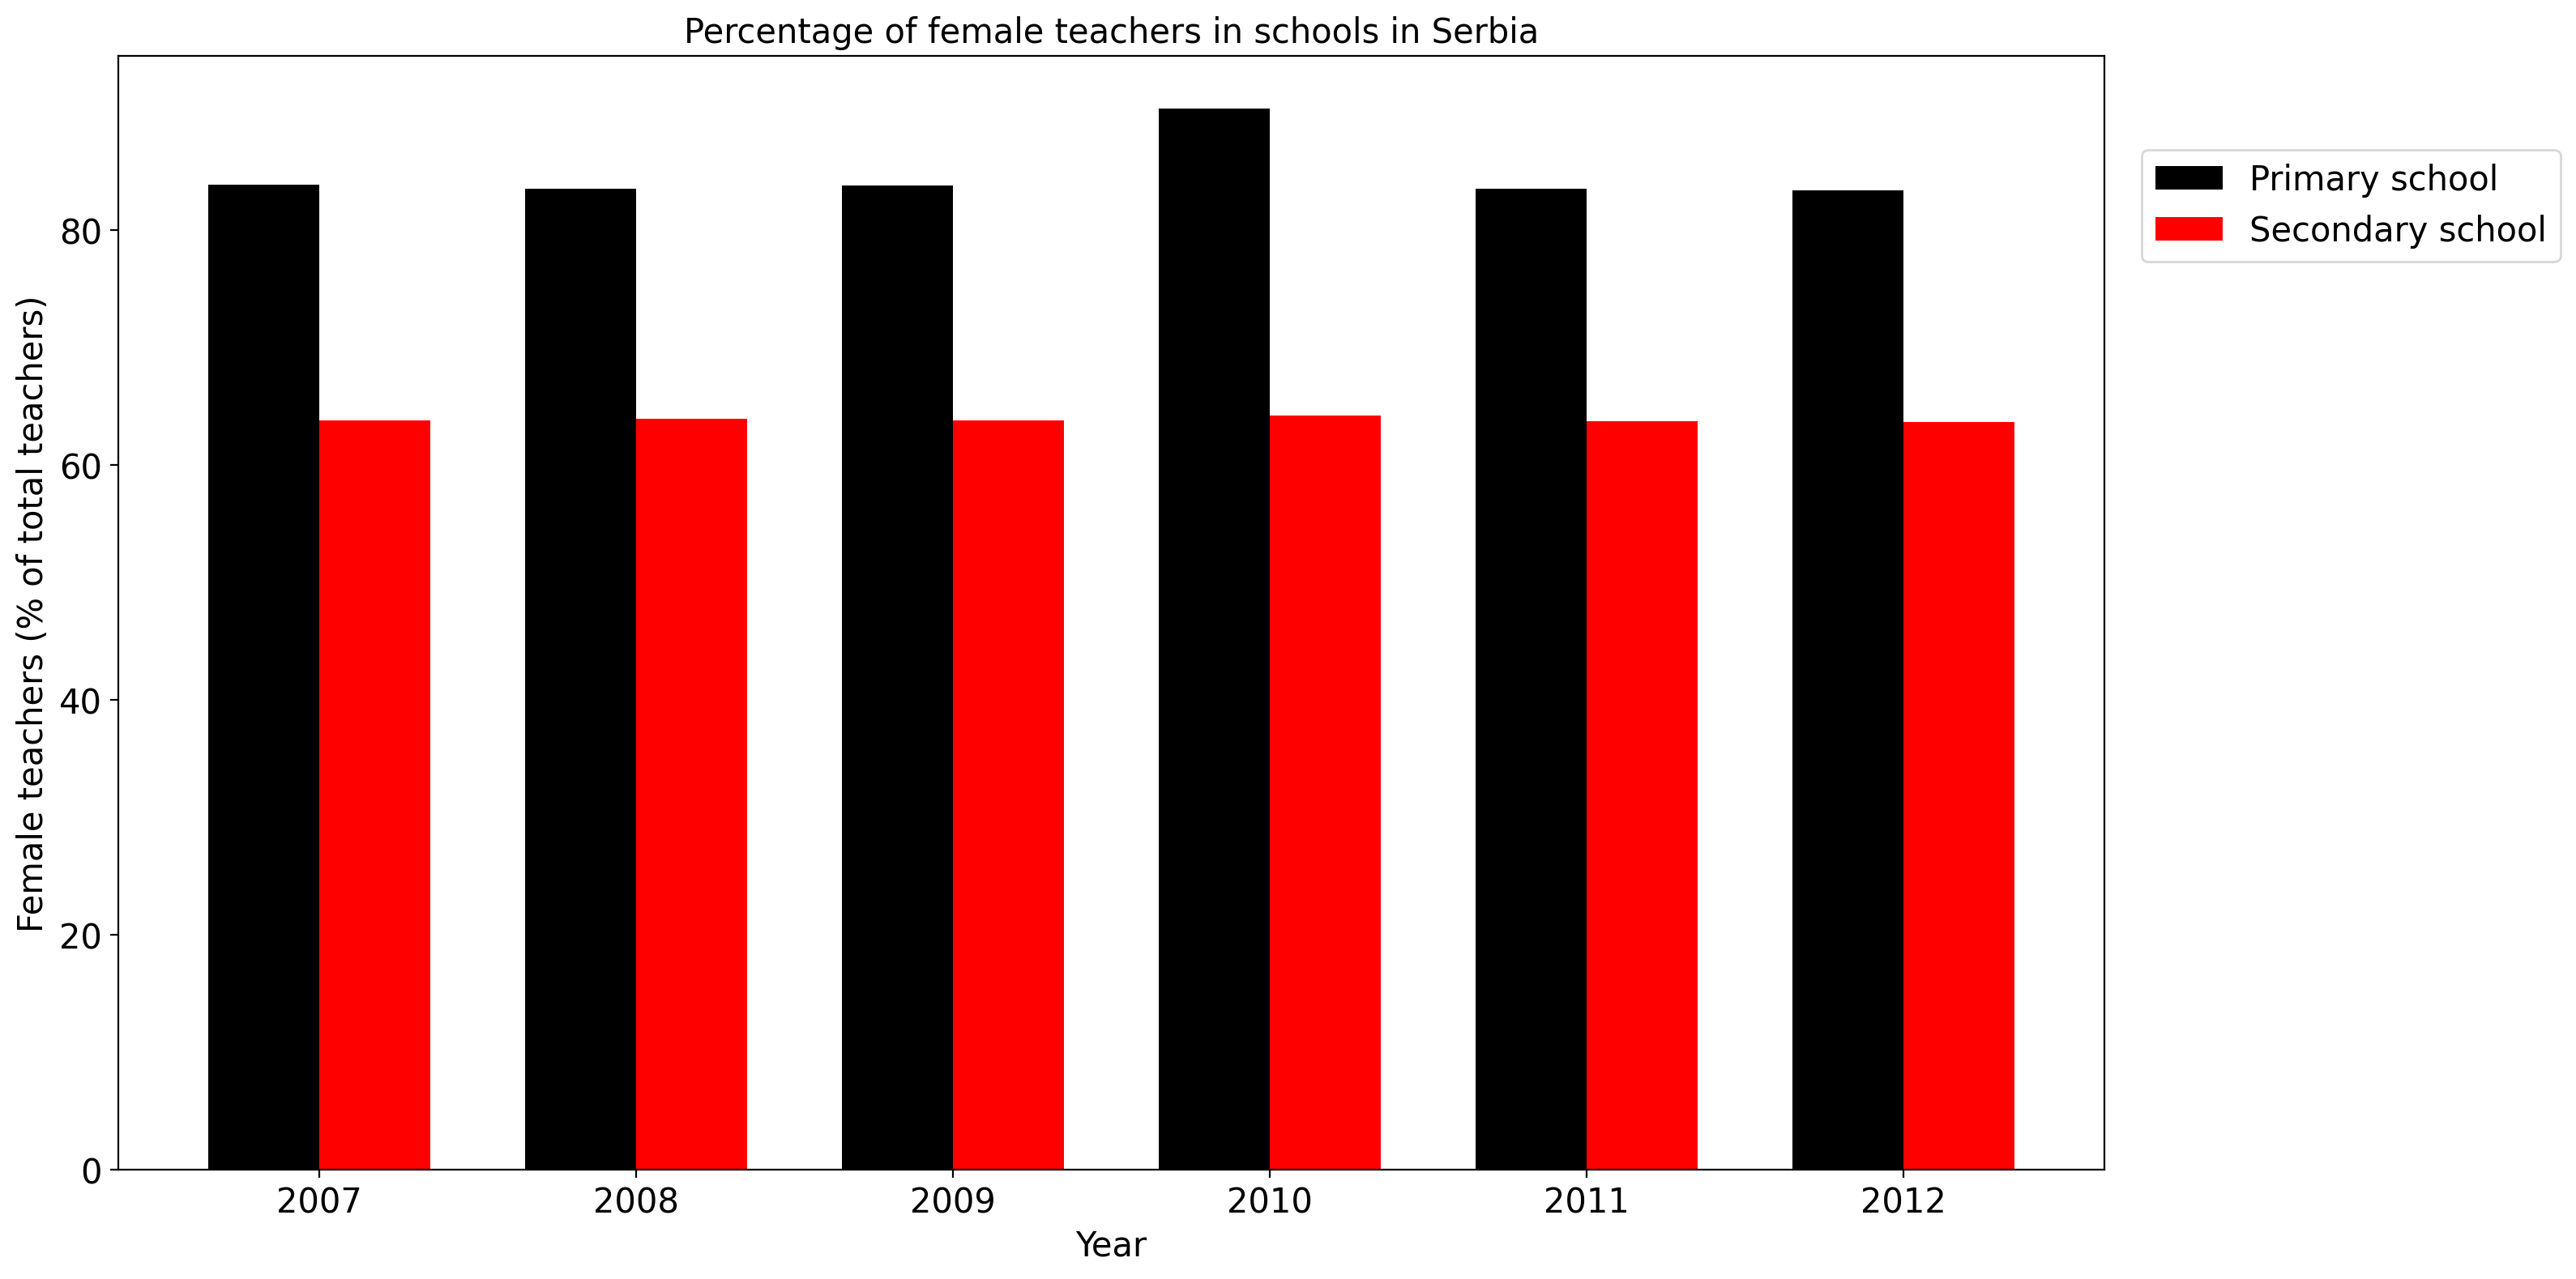 Percentage of female teachers in schools in Serbia
Primary school
Secondary school
Female teachers (% of total teachers)
80
60
40
20
0
2007 2008 2009 2010 2011 2012
Year